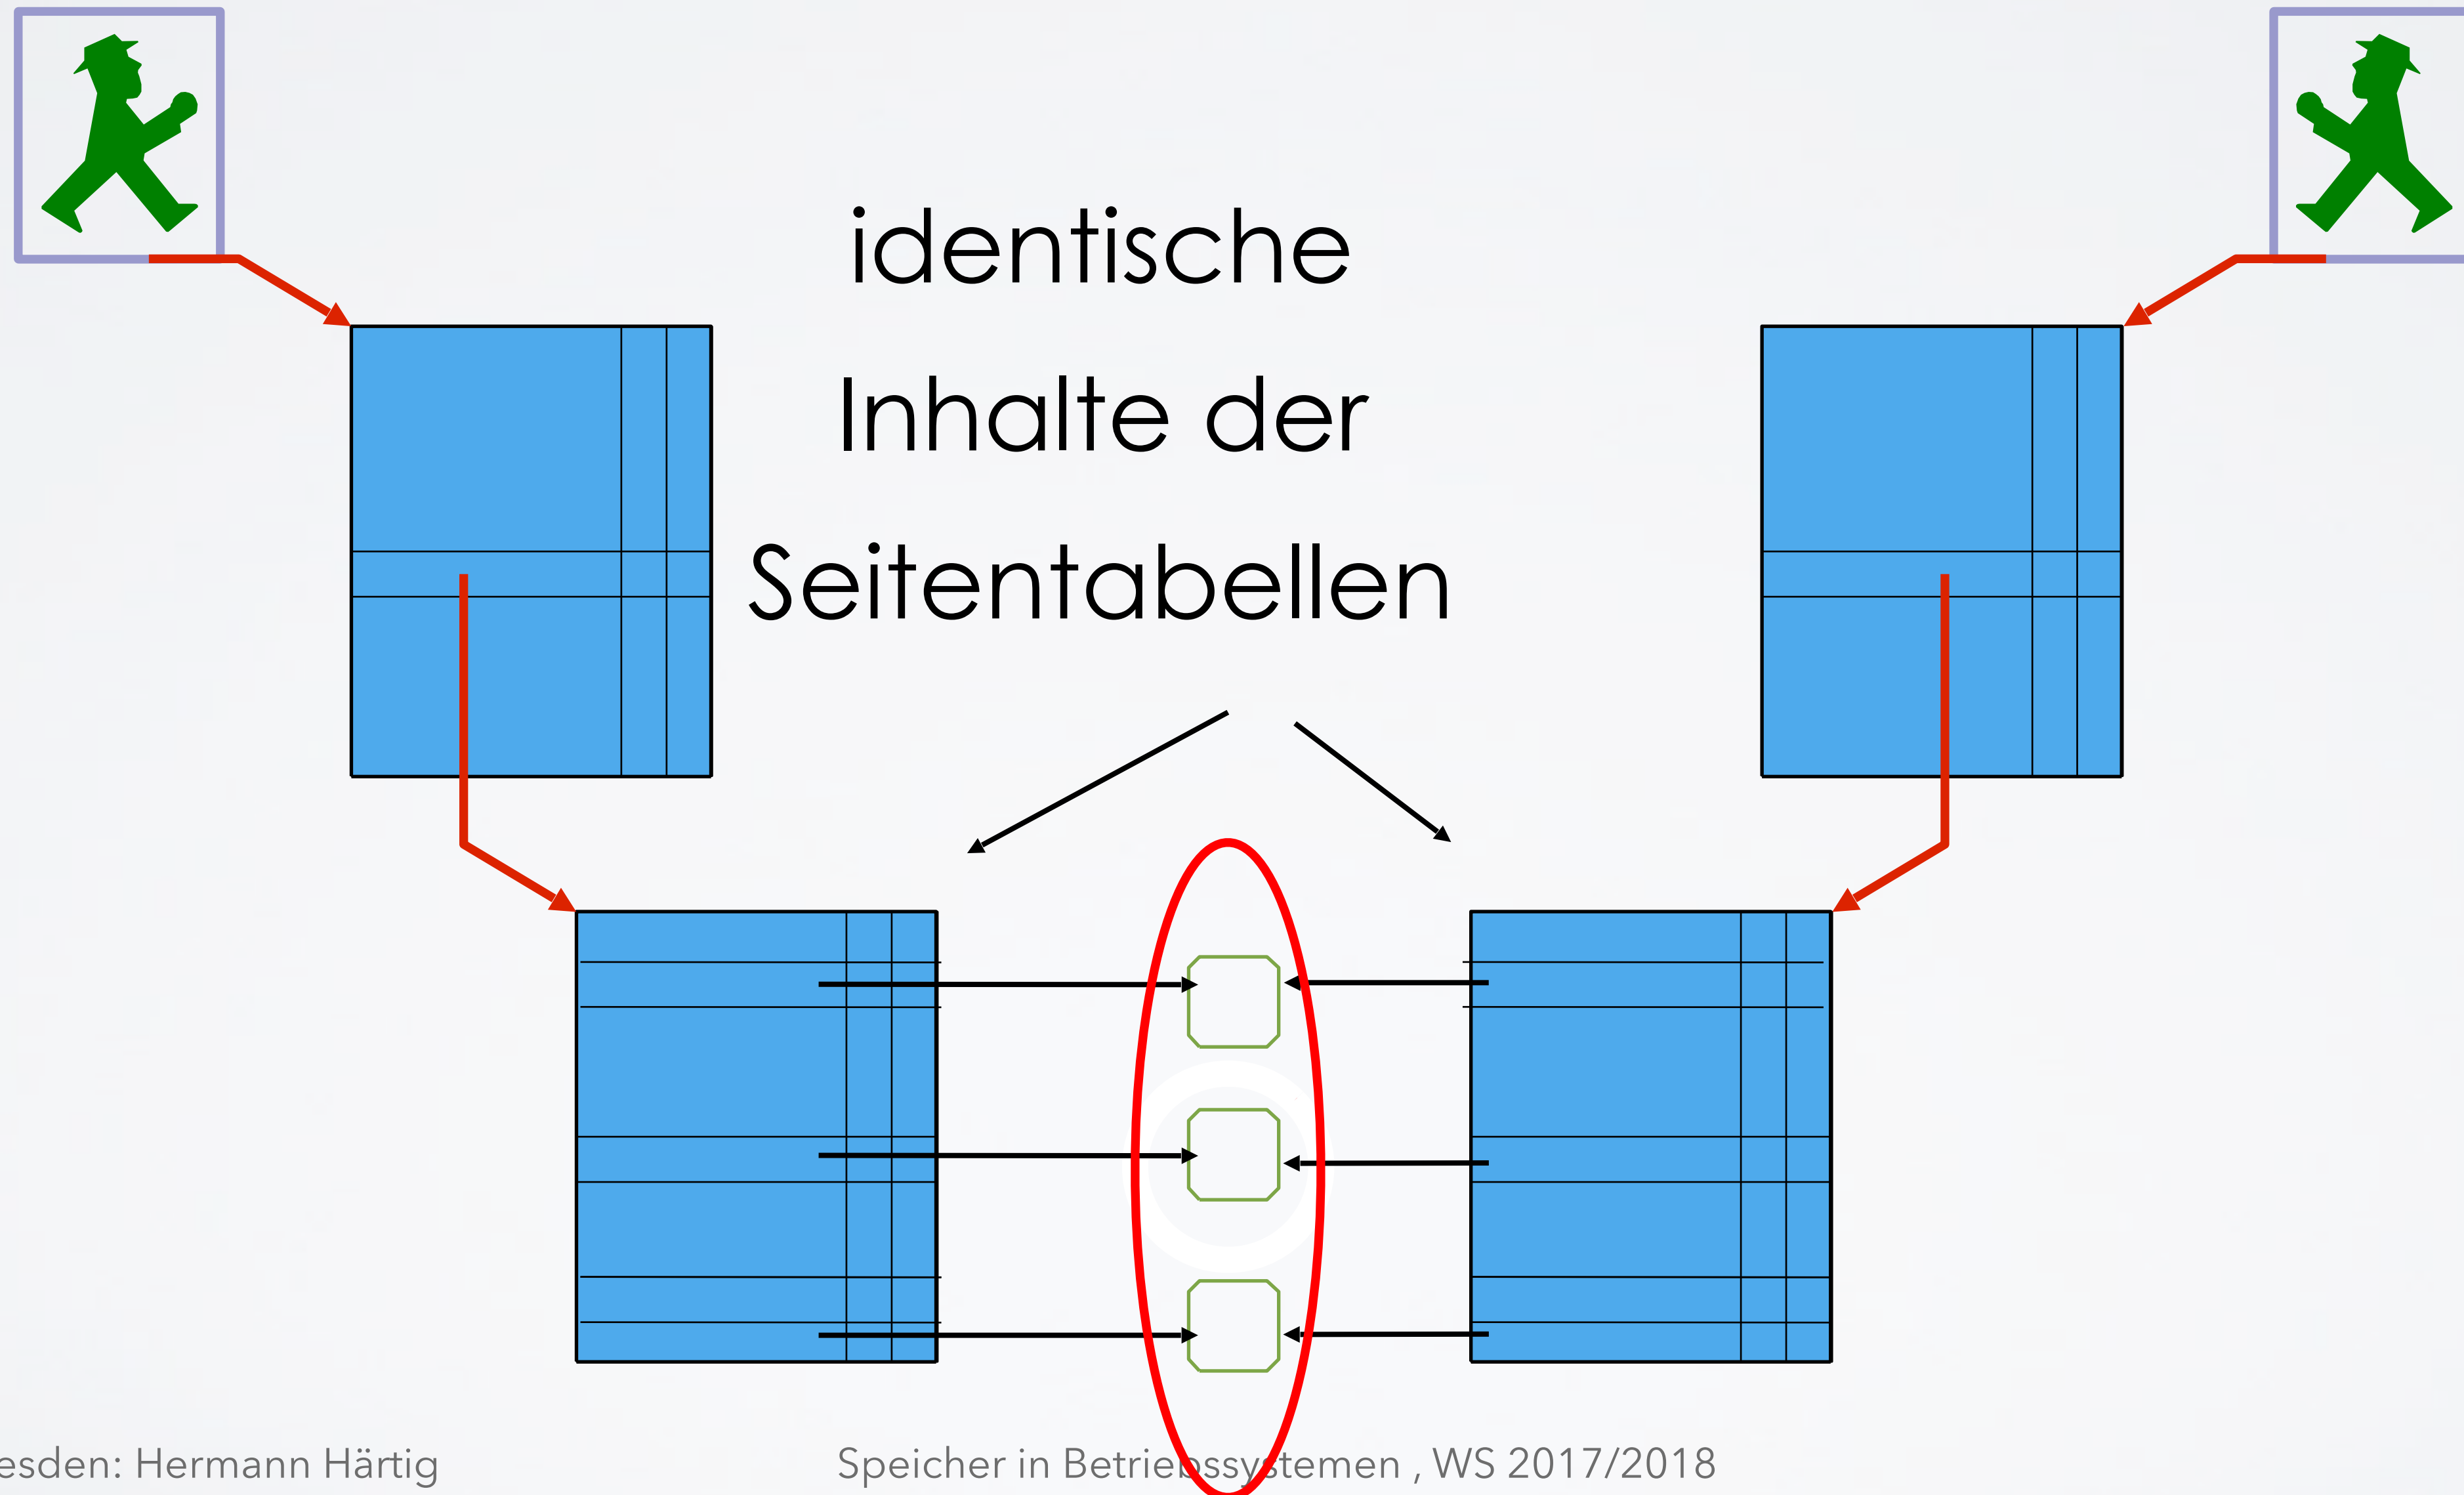 identische
Inhalte der
Seitentabellen
esden: Hermann Härtig
Speicher in Betriebssystemen , WS 2017/2018